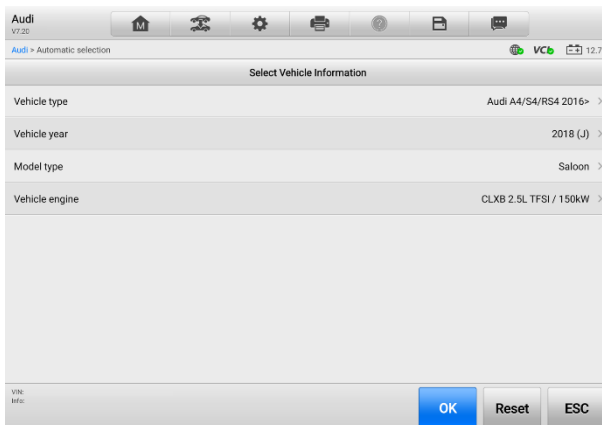 Audi
V7.20
M
Audi > Automatic selection
VCI
12.7
Select Vehicle Information
Vehicle type
Audi A4/S4/RS4 2016>
Vehicle year
2018 (J)
Model type
Saloon
Vehicle engine
CLXB 2.5L TFSI / 150kW
VIN:
Info:
OK
Reset
ESC